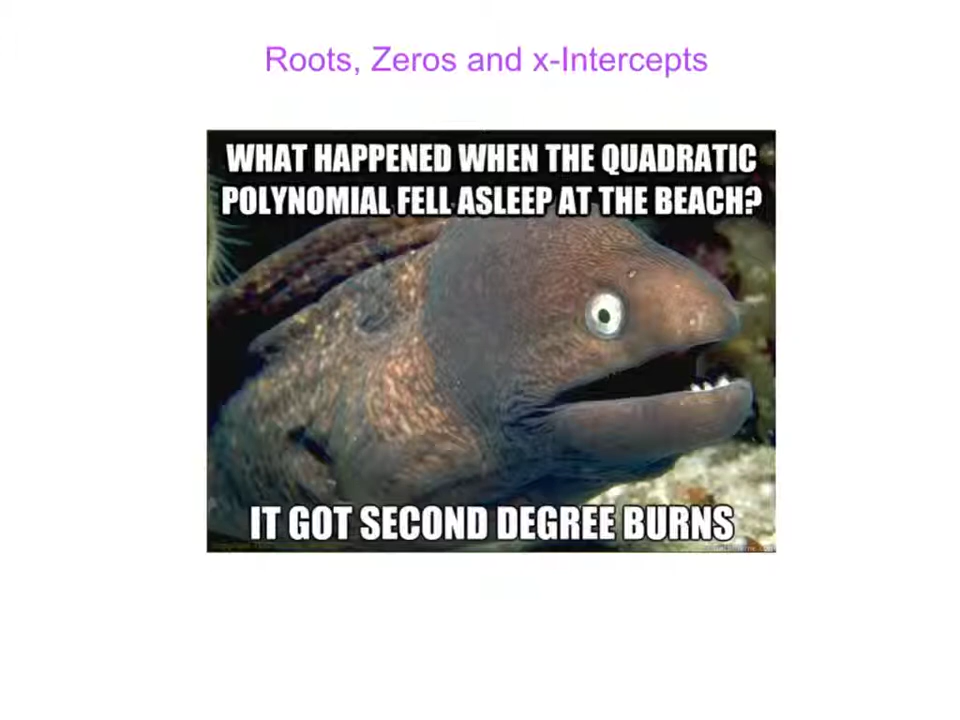 Roots, Zeros and x-Intercepts
WHAT HAPPENED WHEN THE QUADRATIC
POLYNOMIAL FELL ASLEEP AT THE BEACH?
IT GOT SECOND DEGREE BURNS